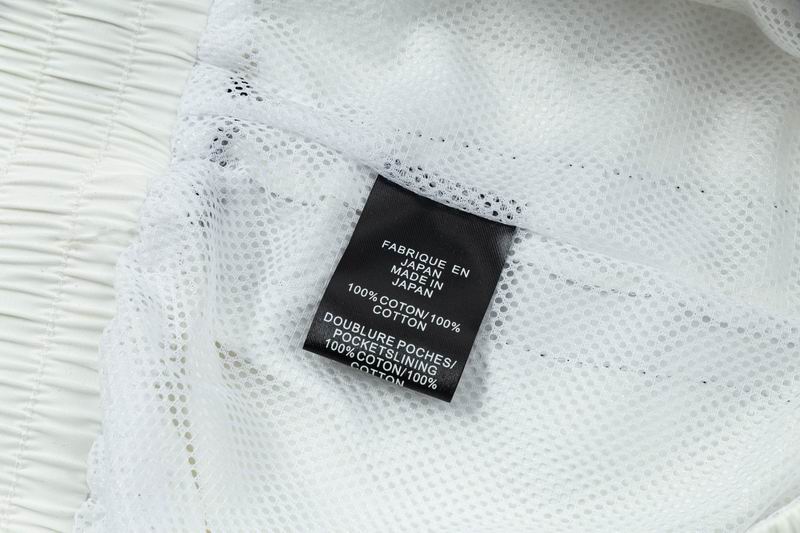 FABRIQUE EN
JAPAN
MADE IN
JAPAN
100% COTON/100%
COTTON
DOUBLURE POCHES/
POCKETSLINING
100% COTON/100%
COTTON